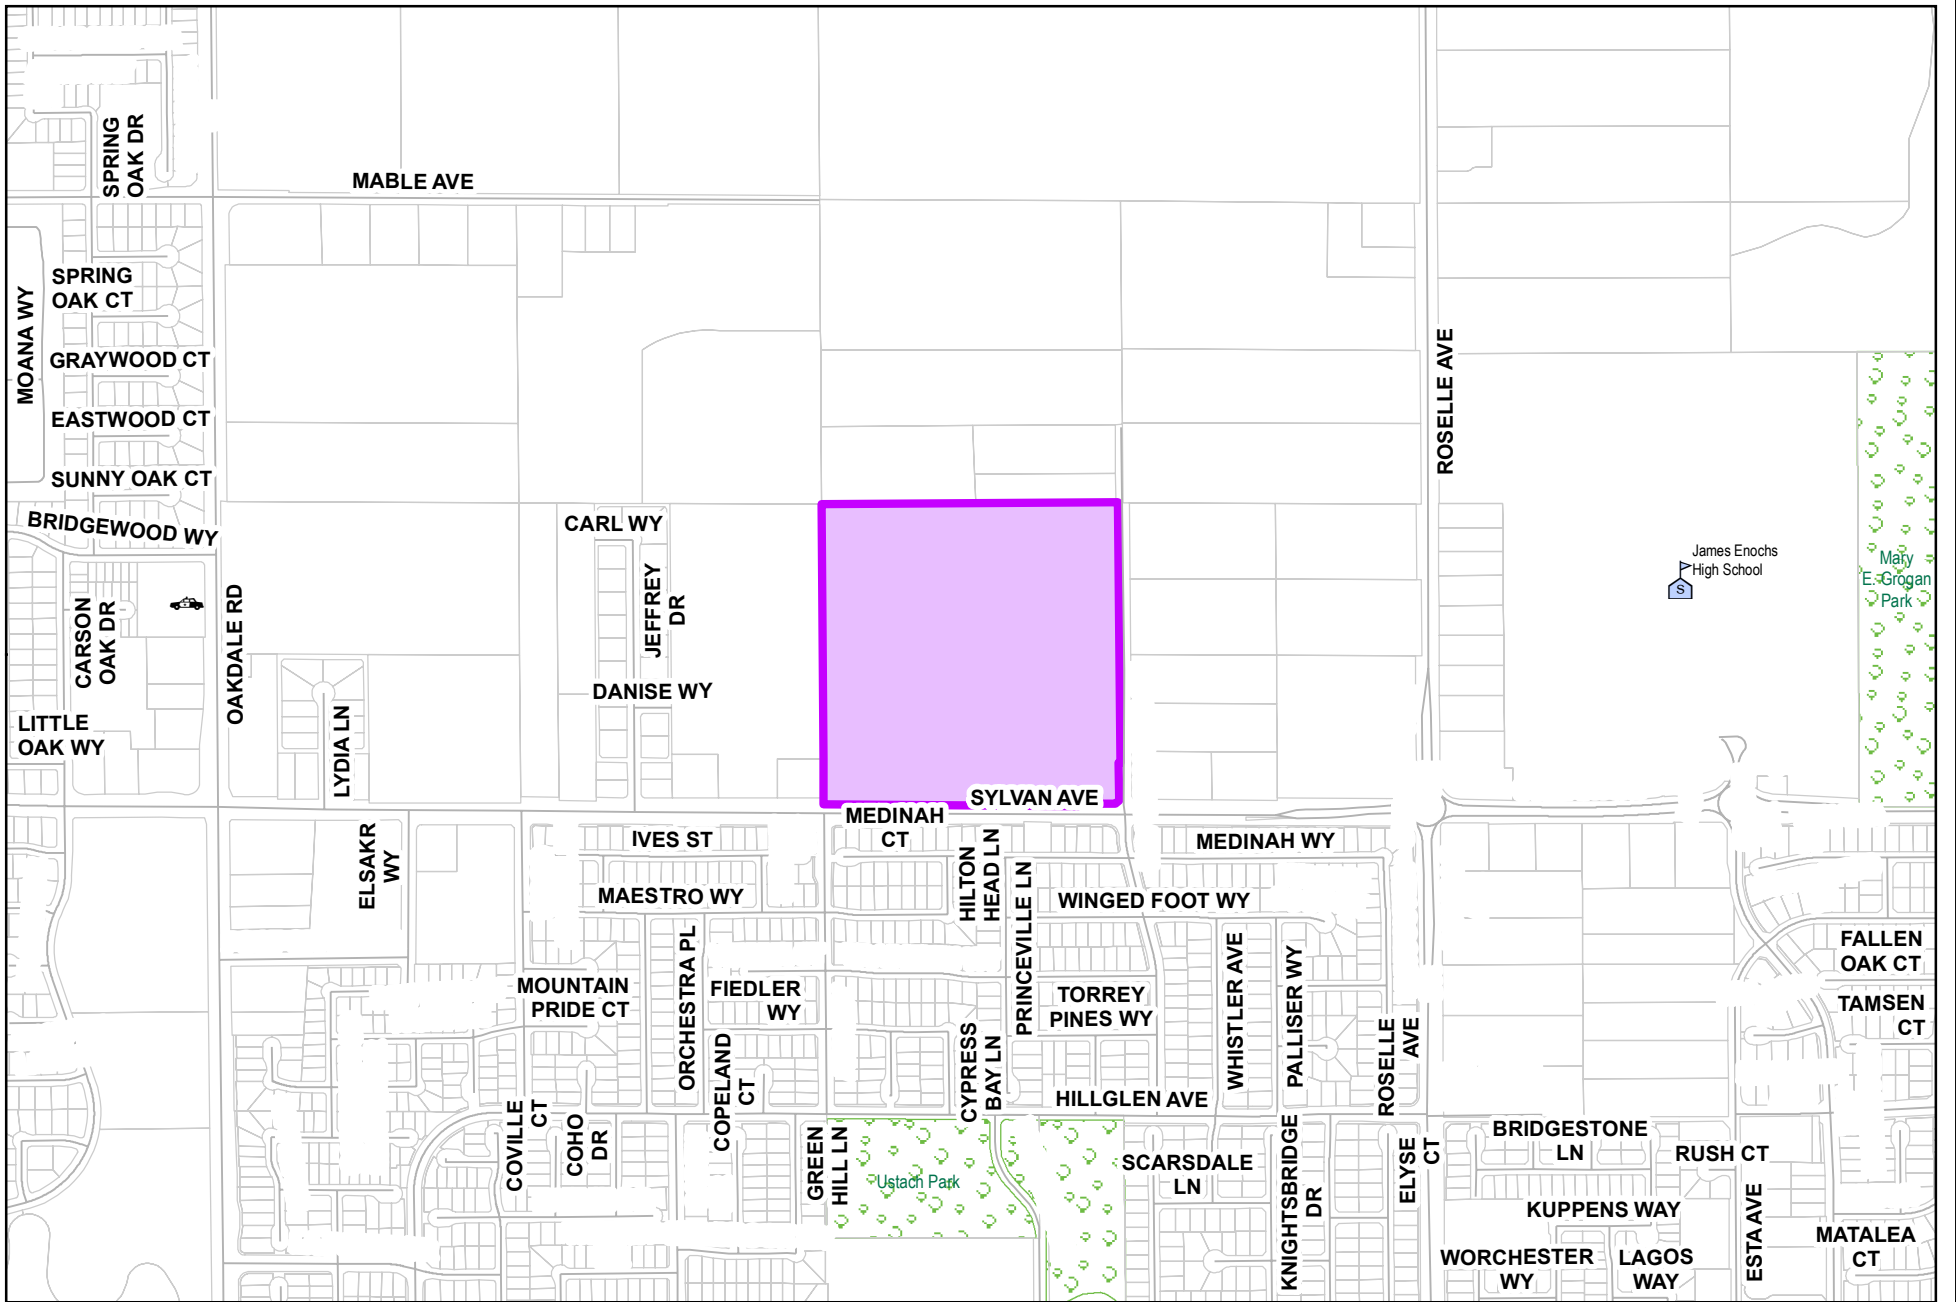 SPRING
OAK DR
MABLE AVE
SPRING
OAK CT
MOANA WY
GRAYWOOD CT
EASTWOOD CT
SUNNY OAK CT
BRIDGEWOOD WY
ROSELLE AVE
CARL WY
JEFFREY
DR
DANISE WY
CARSON
OAK DR
OAKDALE RD
LITTLE
OAK WY
LYDIA LN
James Enochs
High School
S
Mary
E. Grogan
Park
SYLVAN AVE
MEDINAH
CT
ELSAKR
WY
IVES ST
HILTON
HEAD LN
MEDINAH WY
MAESTRO WY
PRINCEVILLE LN
WINGED FOOT WY
ORCHESTRA PL
WHISTLER AVE
PALLISER WY
FALLEN
OAK CT
MOUNTAIN
PRIDE CT
FIEDLER
WY
TORREY
PINES WY
TAMSEN
CT
COPELAND
CT
CYPRESS
BAY LN
ROSELLE
AVE
HILLGLEN AVE
COVILLE
CT
COHO
DR
GREEN
HILL LN
Ustach Park
SCARSDALE
LN
KNIGHTSBRIDGE
DR
ELYSE
CT
BRIDGESTONE
LN
RUSH CT
KUPPENS WAY
ESTA AVE
MATALEA
CT
WORCHESTER
WY
LAGOS
WAY